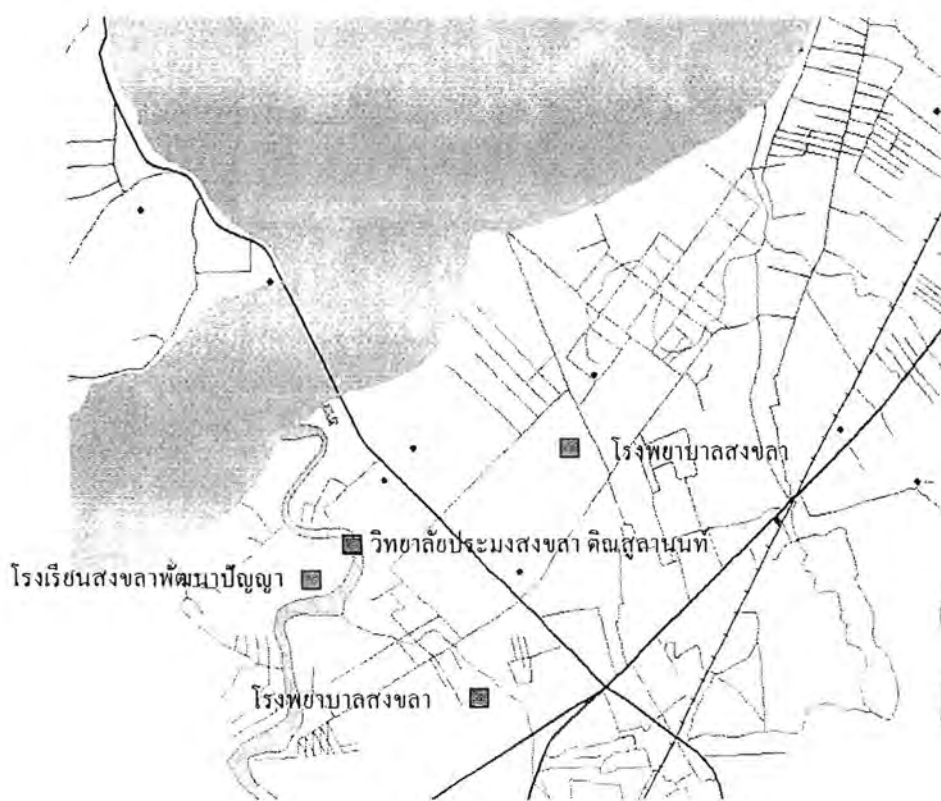 โรงพยาบาลสงขลา
วิทยาลัยประมงสงขลา ติณสูลานนท์
โรงเรียนสงขลาพัฒนาปัญญา
โรงพยาบาลสงขลา